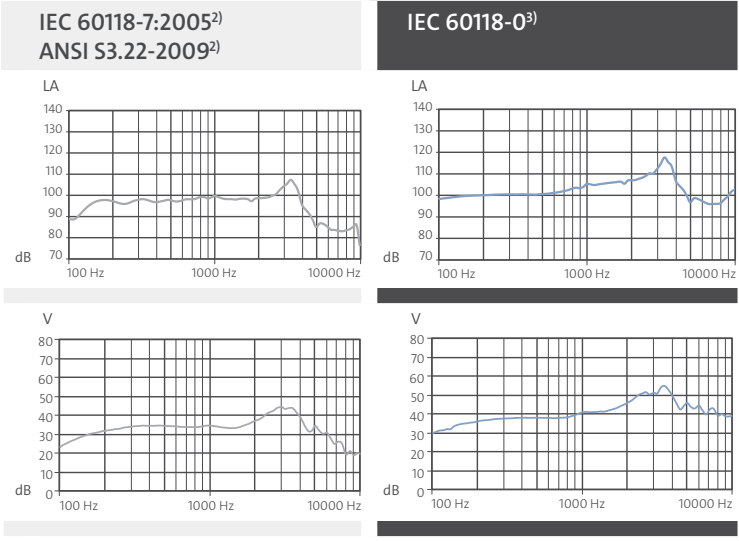 IEC 60118-7:2005²⁾
ANSI S3.22-2009²⁾
IEC 60118-0³⁾
LA
140
130
120
110
100
90
80
dB 70
100 Hz 1000 Hz 10000 Hz
LA
140
130
120
110
100
90
80
dB 70
100 Hz 1000 Hz 10000 Hz
V
80
70
60
50
40
30
20
10
dB 0
100 Hz 1000 Hz 10000 Hz
V
80
70
60
50
40
30
20
10
dB 0
100 Hz 1000 Hz 10000 Hz